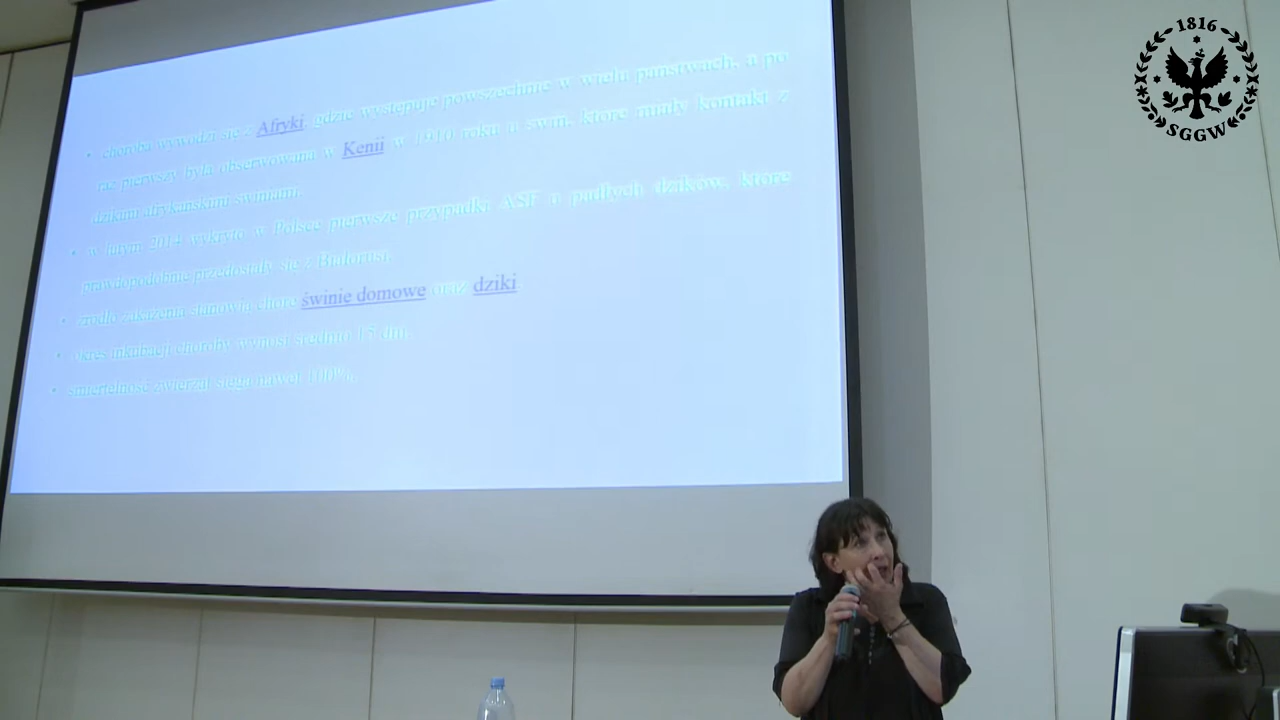 1816
SGGW
choroba wywodzi się z Afryki, gdzie występuje powszechnie w wielu państwach, a po
raz pierwszy była obserwowana w Kenii w 1910 roku u świń, które miały kontakt z
dzikim afrykańskim świniami.
w lutym 2014 wykryto w Polsce pierwsze przypadki ASF u padłych dzików, które
prawdopodobnie przedostały się z Białorusi.
źródło zakażenia stanowią chore świnie domowe oraz dziki
okres inkubacji choroby wynosi średnio 15 dni.
śmiertelność zwierząt sięga nawet 100%.